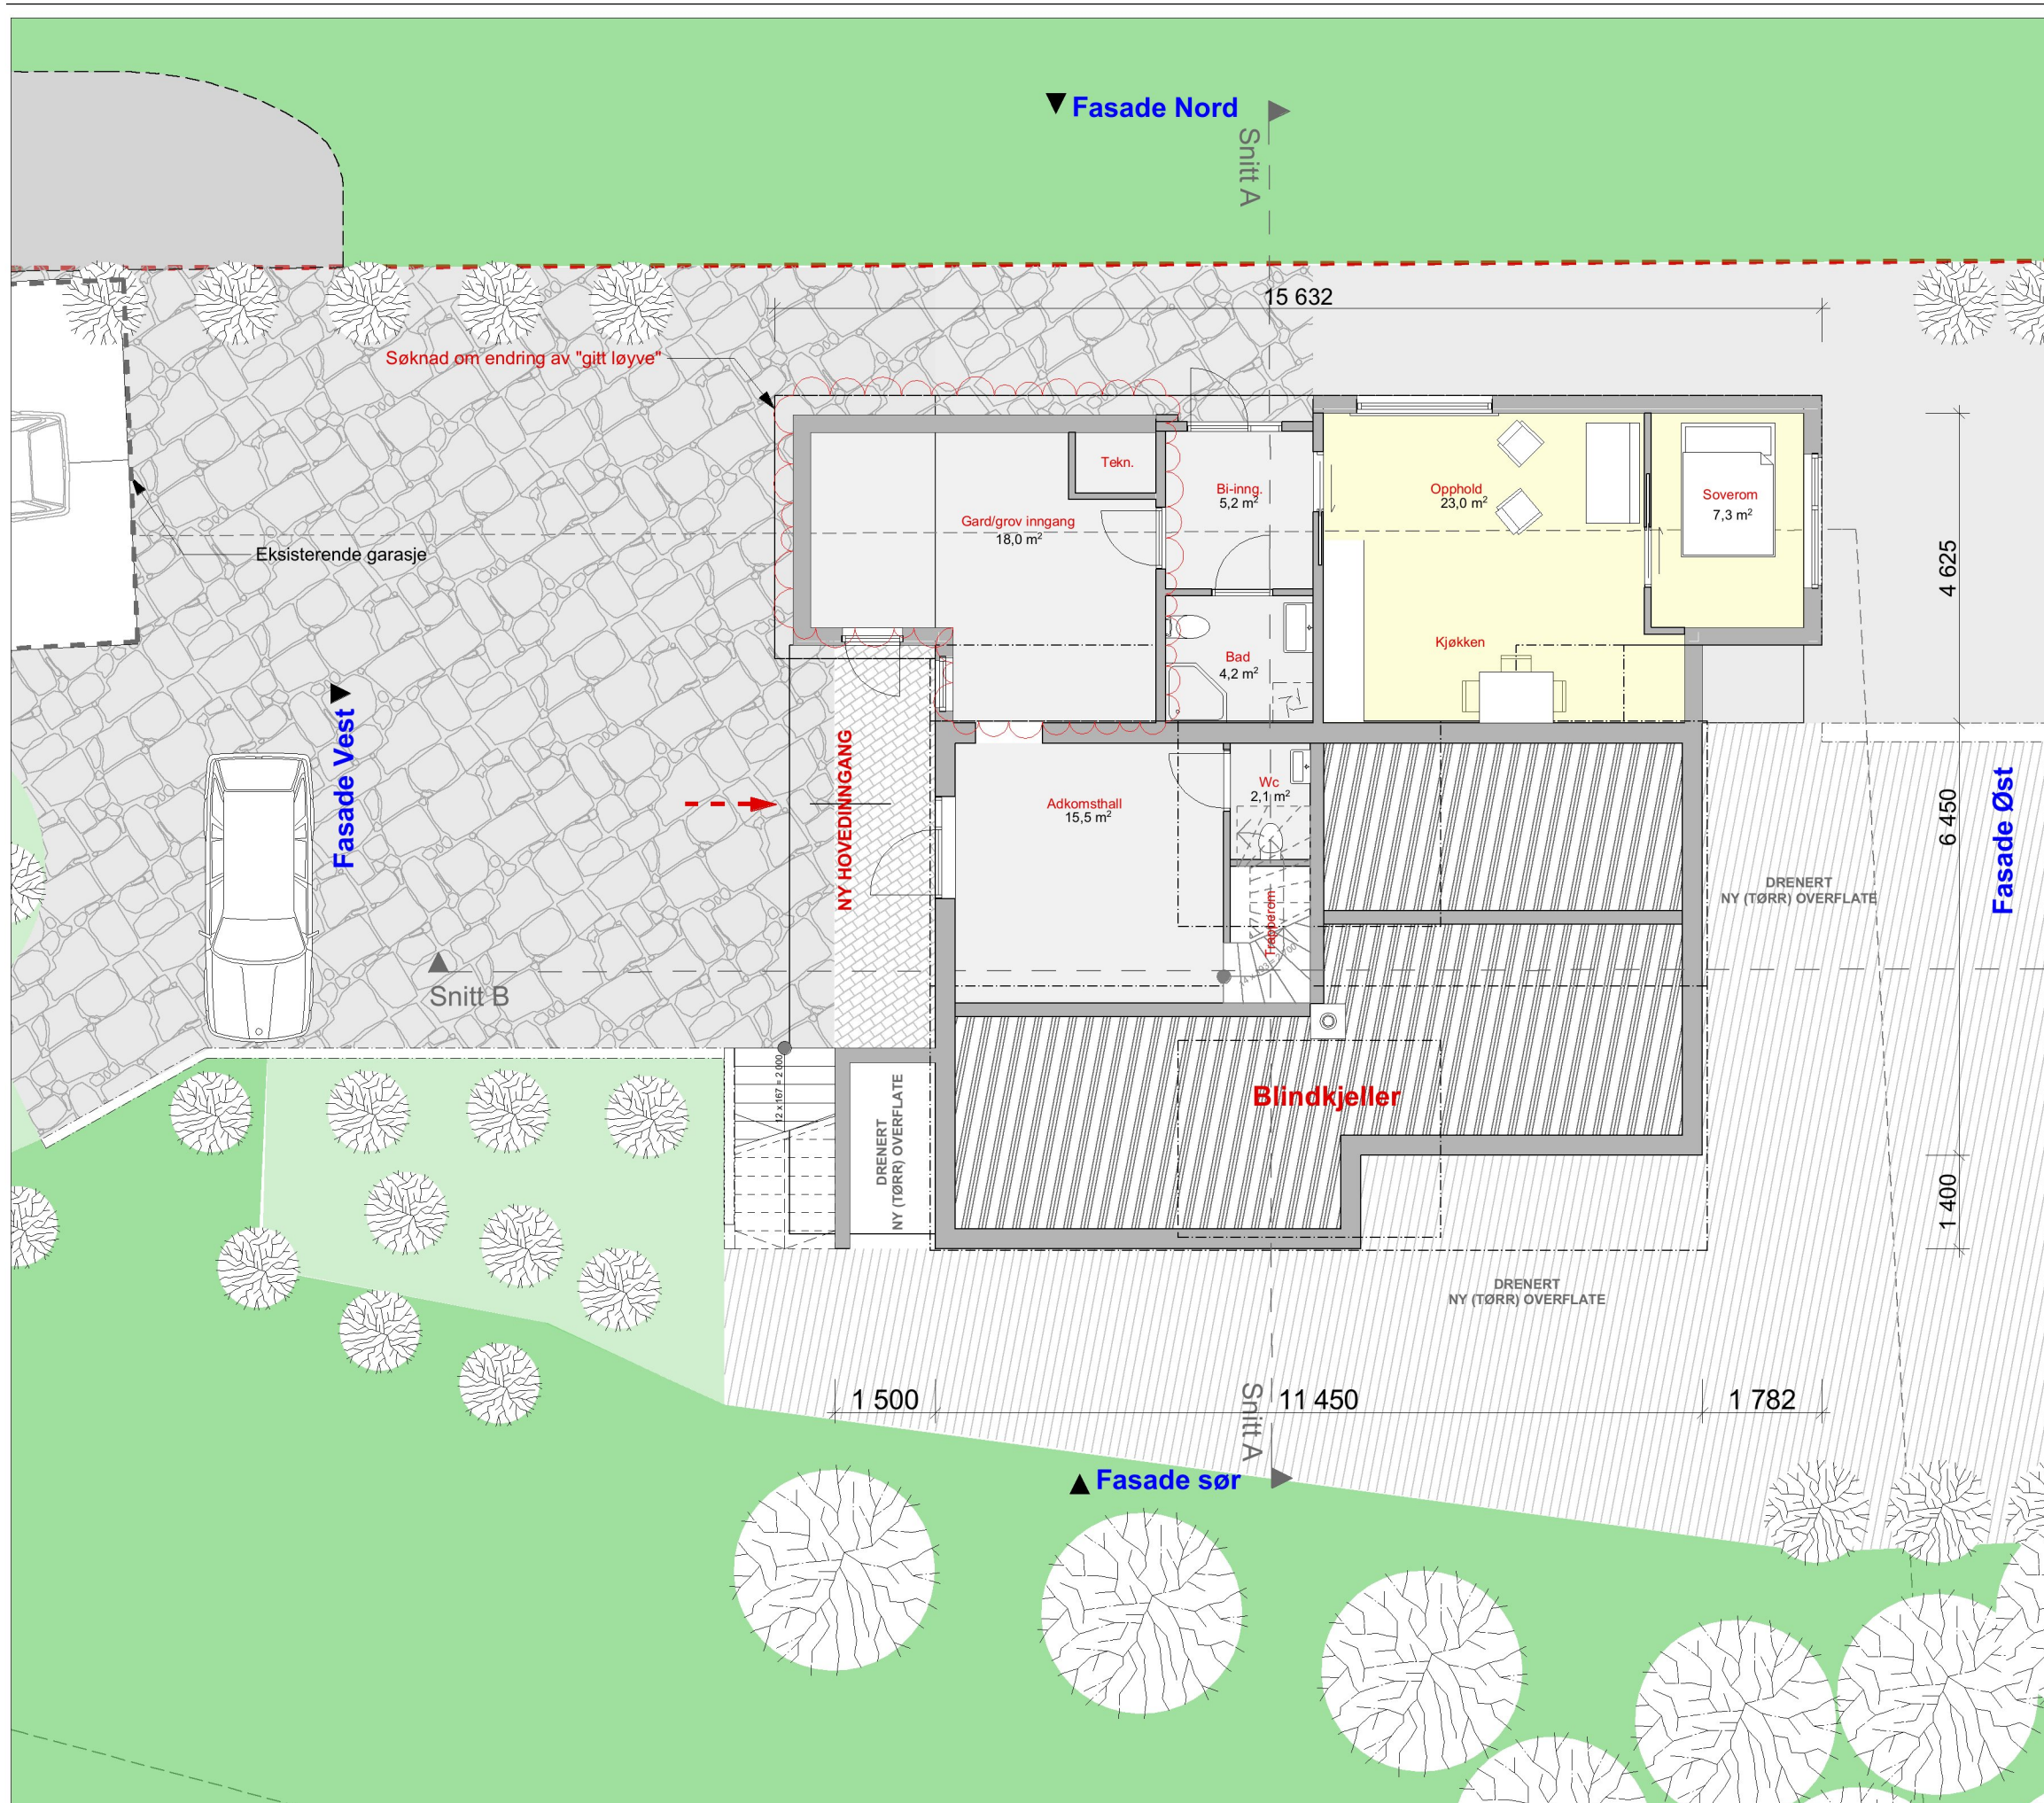 Fasade Nord
Snitt A
15 632
Søknad om endring av "gitt løyve"
Eksisterende garasje
Tekn.
Gard/grov inngang
18,0 m²
Bi-inng.
5,2 m²
Opphold
23,0 m²
Soverom
7,3 m²
Bad
4,2 m²
Kjøkken
4 625
Fasade Vest
NY HOVEDINNGANG
Adkomsthall
15,5 m²
Wc
2,1 m²
Trapperom
6 450
Fasade Øst
DRENERT
NY (TØRR) OVERFLATE
Snitt B
12 x 167 = 2 000
DRENERT
NY (TØRR) OVERFLATE
Blindkjeller
1 400
DRENERT
NY (TØRR) OVERFLATE
1 500
11 450
1 782
Snitt A
Fasade sør